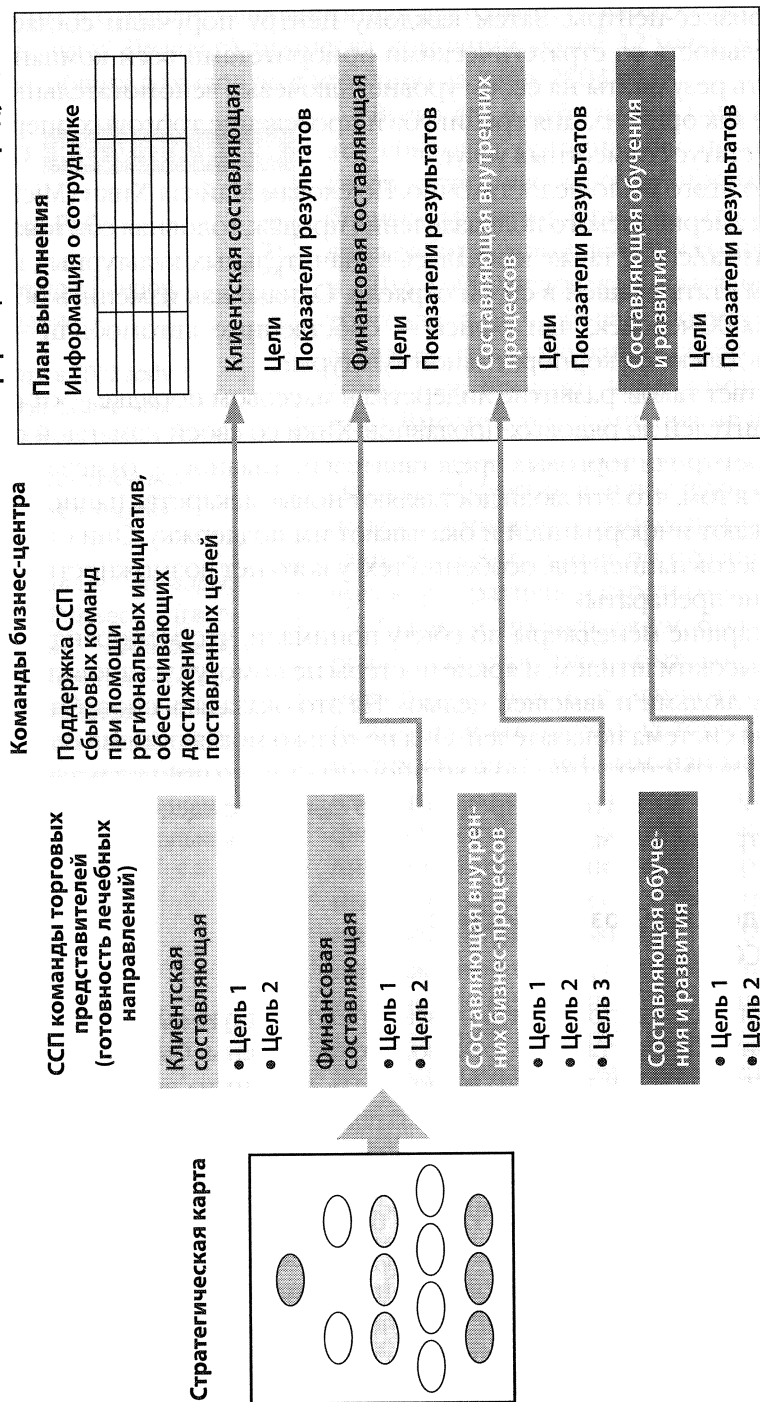 Стратегическая карта
ССП команды торговых
представителей
(готовность лечебных
направлений)
Клиентская
составляющая
• Цель 1
• Цель 2
Финансовая
составляющая
• Цель 1
• Цель 2
Составляющая внутрен-
них бизнес-процессов
• Цель 1
• Цель 2
• Цель 3
Составляющая обуче-
ния и развития
• Цель 1
• Цель 2
Команды бизнес-центра
Поддержка ССП
сбытовых команд
при помощи
региональных инициатив,
обеспечивающих
достижение
поставленных целей
План выполнения
Информация о сотруднике
Клиентская составляющая
Цели
Показатели результатов
Финансовая составляющая
Цели
Показатели результатов
Составляющая внутренних
процессов
Цели
Показатели результатов
Составляющая обучения
и развития
Цели
Показатели результатов